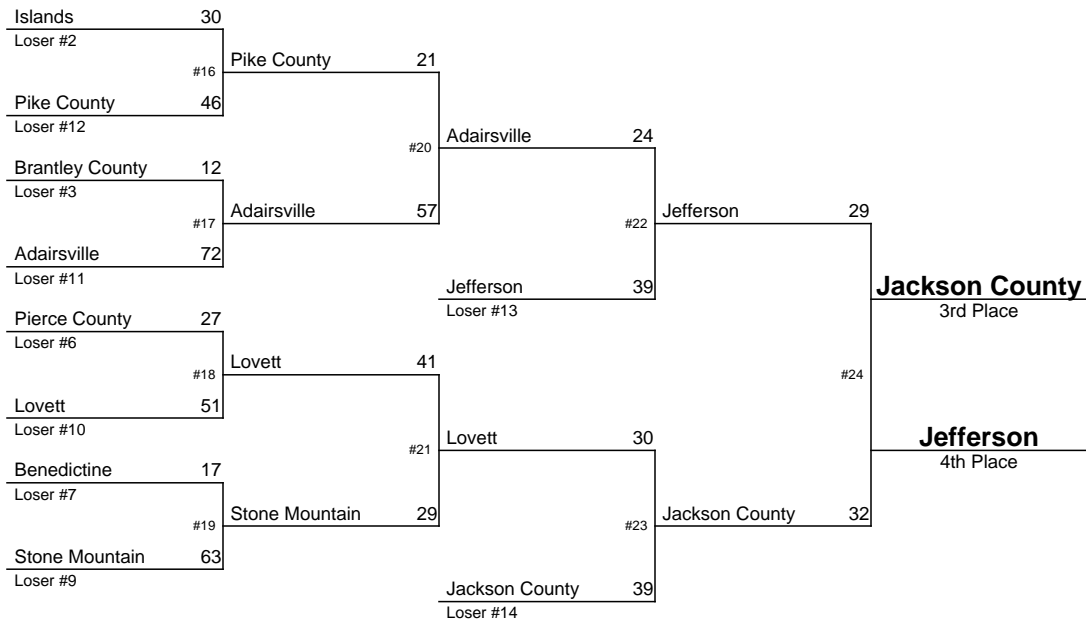 Islands 30
Loser #2
#16
Pike County 21
Pike County 46
Loser #12
#20
Adairsville 24
Brantley County 12
Loser #3
#17
Adairsville 57
Adairsville 72
Loser #11
#22
Jefferson 29
Jefferson 39
Loser #13
Jackson County
3rd Place
Pierce County 27
Loser #6
#18
Lovett 41
Lovett 51
Loser #10
#24
#21
Lovett 30
Jefferson
4th Place
Benedictine 17
Loser #7
#19
Stone Mountain 29
Stone Mountain 63
Loser #9
#23
Jackson County 32
Jackson County 39
Loser #14